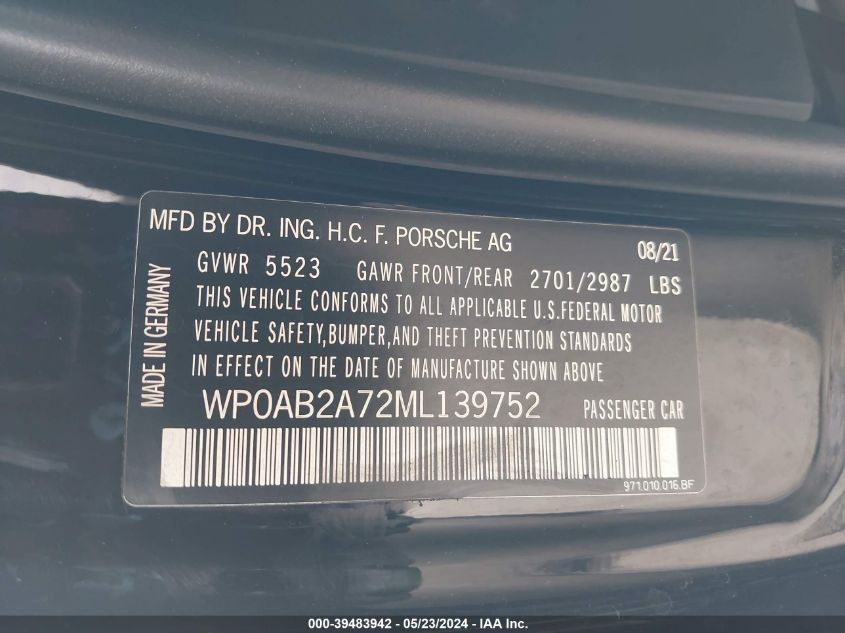 MFD BY DR. ING. H.C. F. PORSCHE AG 08/21
GVWR 5523 GAWR FRONT/REAR 2701/2987 LBS
THIS VEHICLE CONFORMS TO ALL APPLICABLE U.S.FEDERAL MOTOR
VEHICLE SAFETY,BUMPER,AND THEFT PREVENTION STANDARDS
IN EFFECT ON THE DATE OF MANUFACTURE SHOWN ABOVE
MADE IN GERMANY
WP0AB2A72ML139752 PASSENGER CAR
971.010.016.BF
000-39483942 - 05/23/2024 - IAA Inc.